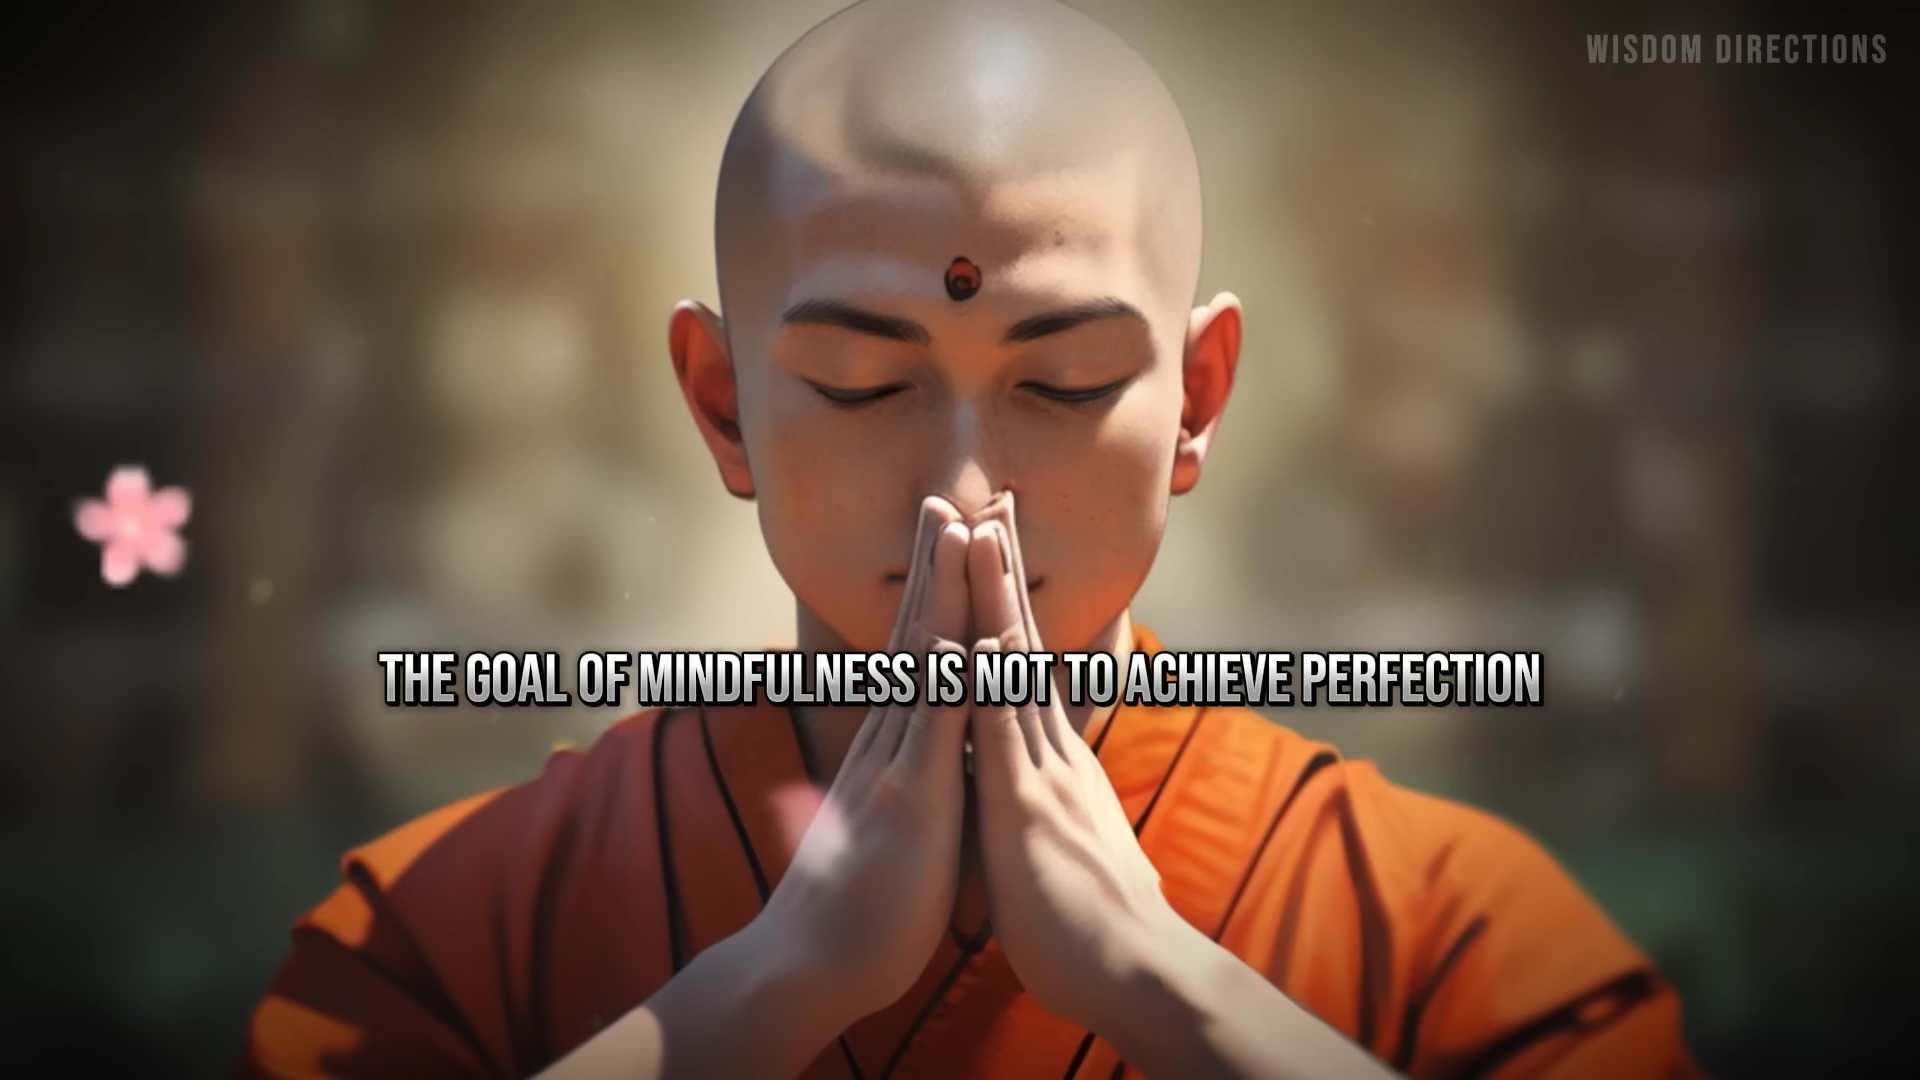 WISDOM DIRECTIONS
THE GOAL OF MINDFULNESS IS NOT TO ACHIEVE PERFECTION